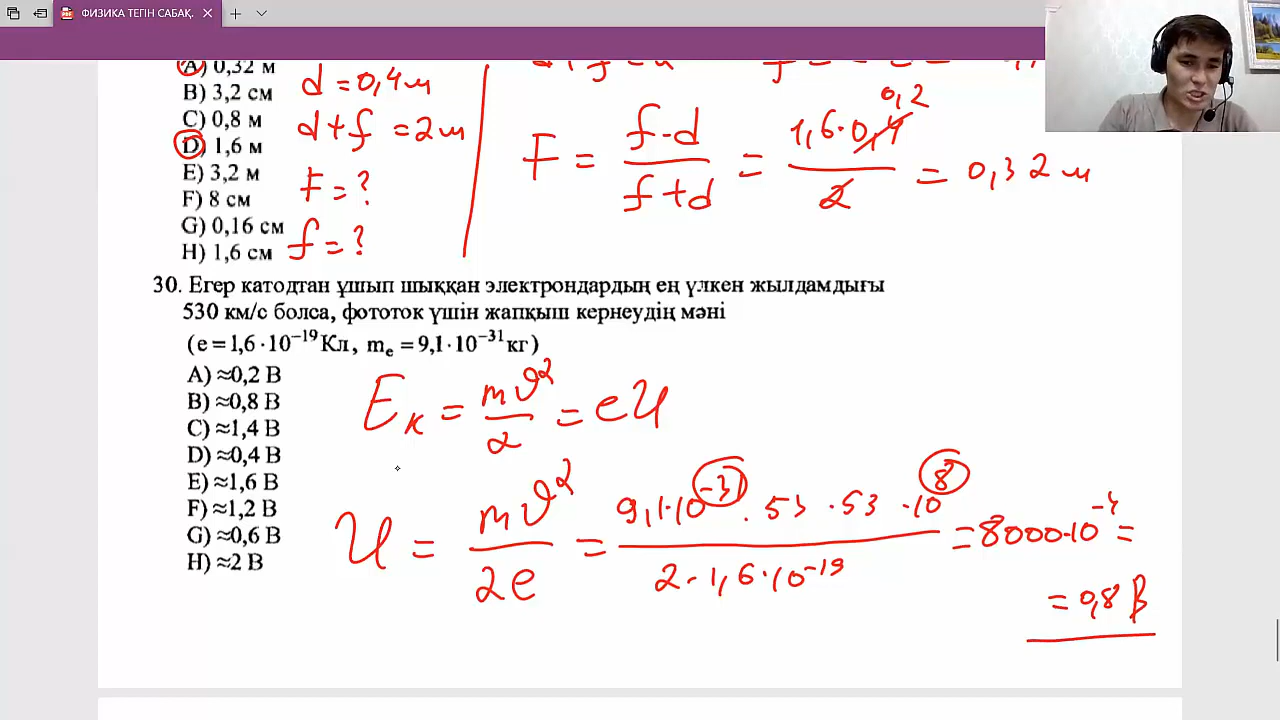 ФИЗИКА ТЕГІН САБАҚ.
A) 0,32 м
B) 3,2 см
C) 0,8 м
D) 1,6 м
E) 3,2 м
F) 8 см
G) 0,16 см
H) 1,6 см
d = 0,4 м
d + f = 2 м
F = ?
f = ?
F = f · d / f + d = 1,6 · 0,4 / 2 = 0,32 м
0,2
30. Егер катодтан ұшып шыққан электрондардың ең үлкен жылдамдығы
530 км/с болса, фототок үшін жапқыш кернеудің мәні
(e = 1,6 · 10⁻¹⁹ Кл, mₑ = 9,1 · 10⁻³¹ кг)
A) ≈0,2 В
B) ≈0,8 В
C) ≈1,4 В
D) ≈0,4 В
E) ≈1,6 В
F) ≈1,2 В
G) ≈0,6 В
H) ≈2 В
Eк = mϑ² / 2 = eU
U = mϑ² / 2e = 9,1·10⁻³¹ · 53 · 53 · 10⁸ / 2 · 1,6 · 10⁻¹⁹ = 8000·10⁻⁴ =
= 0,8 В